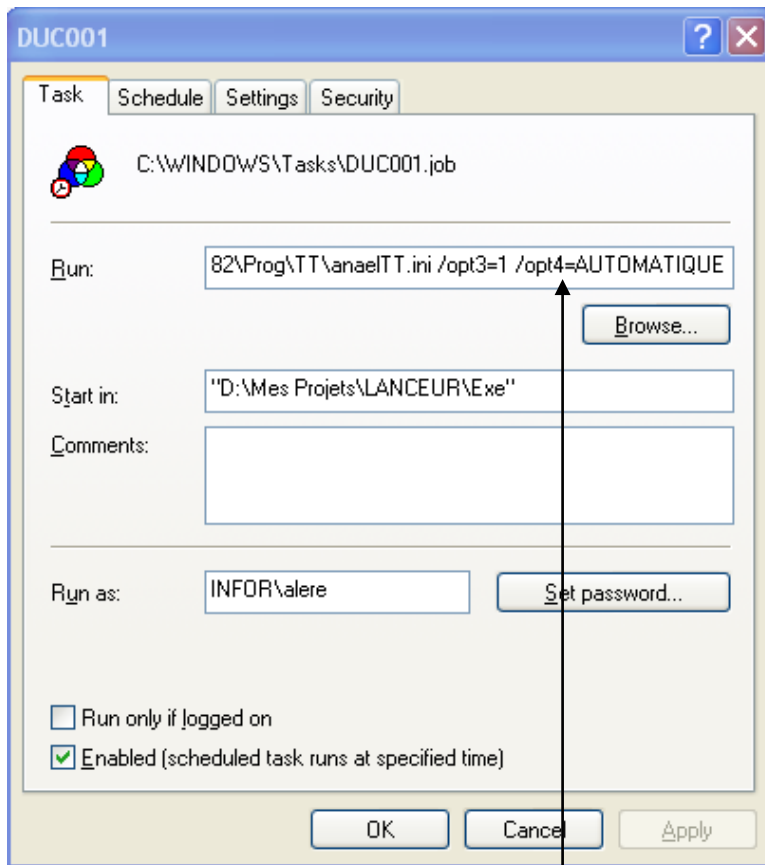 DUC001
Task Schedule Settings Security
C:\WINDOWS\Tasks\DUC001.job
Run: 82\Prog\TT\anaelTT.ini /opt3=1 /opt4=AUTOMATIQUE
Browse...
Start in: "D:\Mes Projets\LANCEUR\Exe"
Comments:
Run as: INFOR\alere Set password...
Run only if logged on
Enabled (scheduled task runs at specified time)
OK Cancel Apply